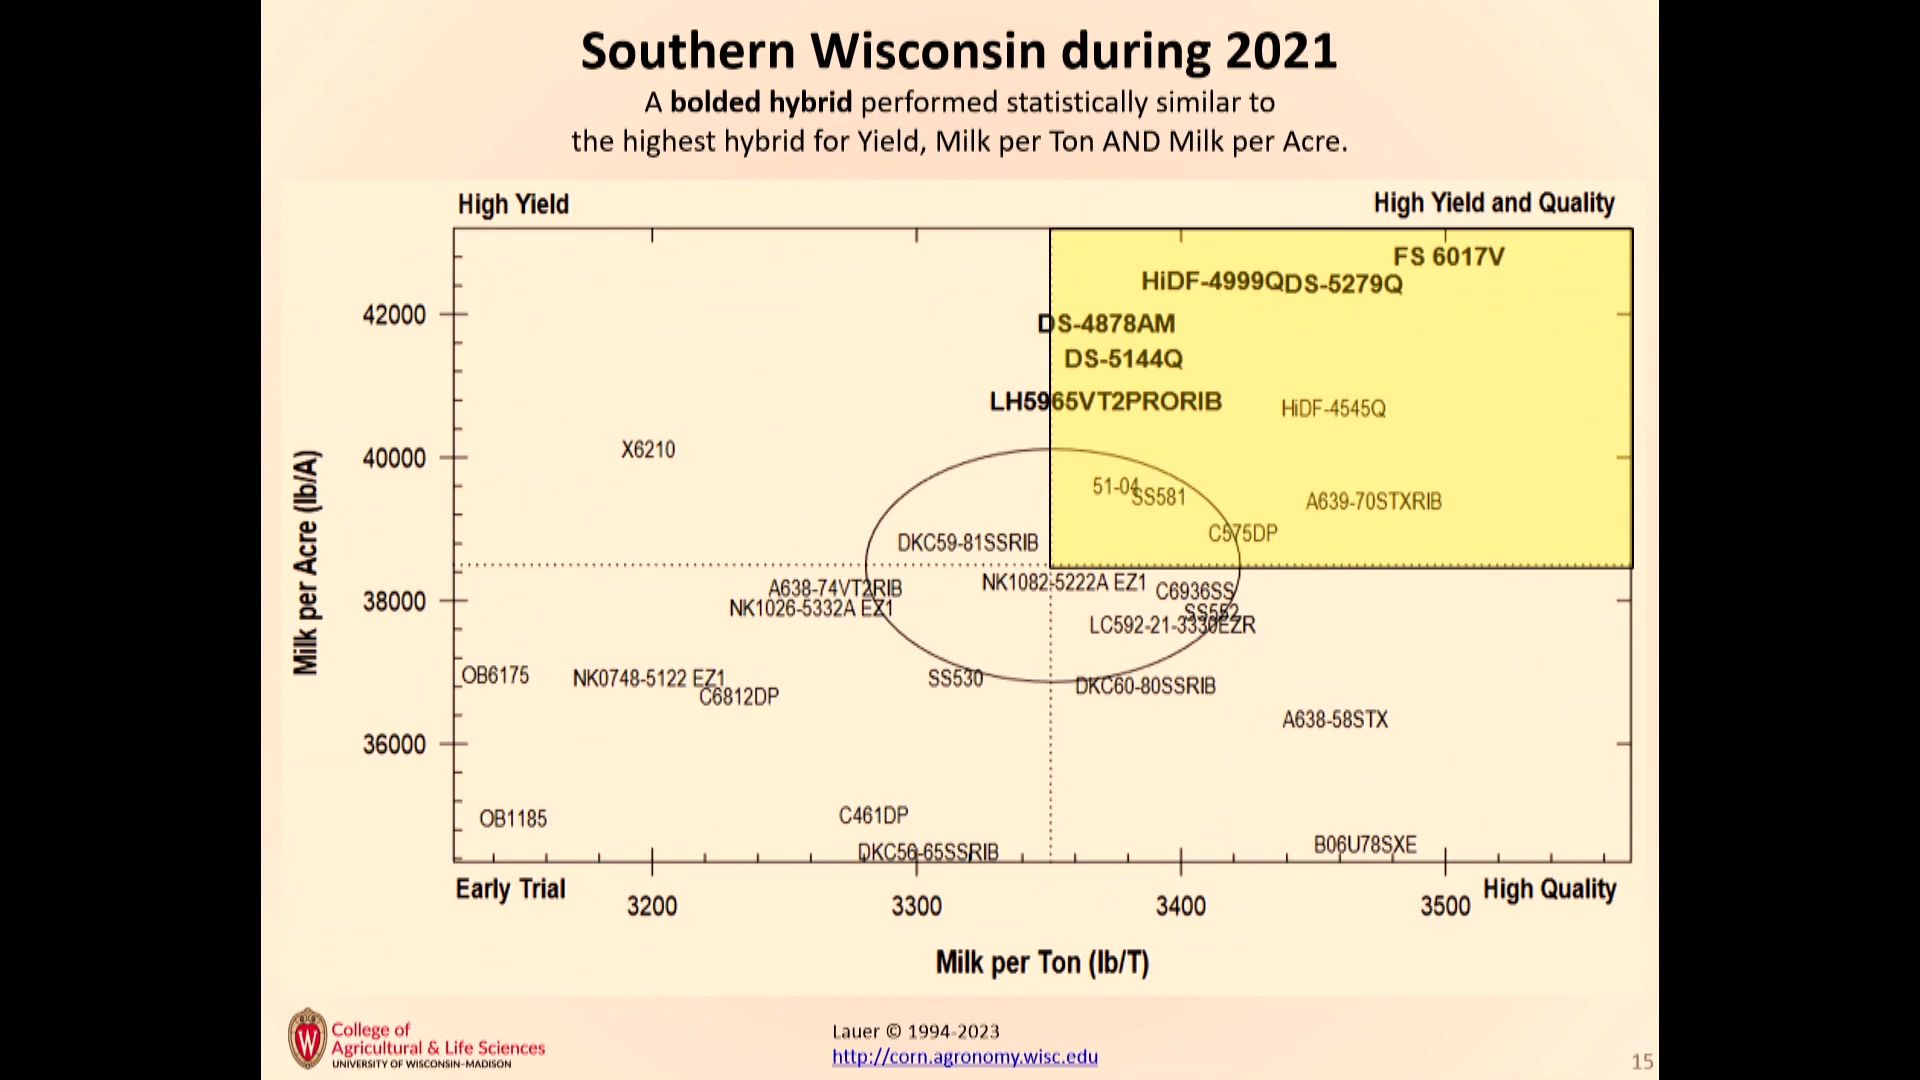 Southern Wisconsin during 2021
A bolded hybrid performed statistically similar to
the highest hybrid for Yield, Milk per Ton AND Milk per Acre.
High Yield
High Yield and Quality
FS 6017V
HiDF-4999Q
DS-5279Q
42000
DS-4878AM
DS-5144Q
LH5965VT2PRORIB
HiDF-4545Q
X6210
40000
51-04
SS581
A639-70STXRIB
C575DP
DKC59-81SSRIB
Milk per Acre (lb/A)
A638-74VT2RIB
NK1082-5222A EZ1
C6936SS
38000
NK1026-5332A EZ1
SS552
LC592-21-3330EZR
OB6175
NK0748-5122 EZ1
SS530
DKC60-80SSRIB
C6812DP
A638-58STX
36000
OB1185
C461DP
DKC56-65SSRIB
B06U78SXE
Early Trial
High Quality
3200
3300
3400
3500
Milk per Ton (lb/T)
W
College of
Agricultural & Life Sciences
UNIVERSITY OF WISCONSIN-MADISON
Lauer © 1994-2023
http://corn.agronomy.wisc.edu
15